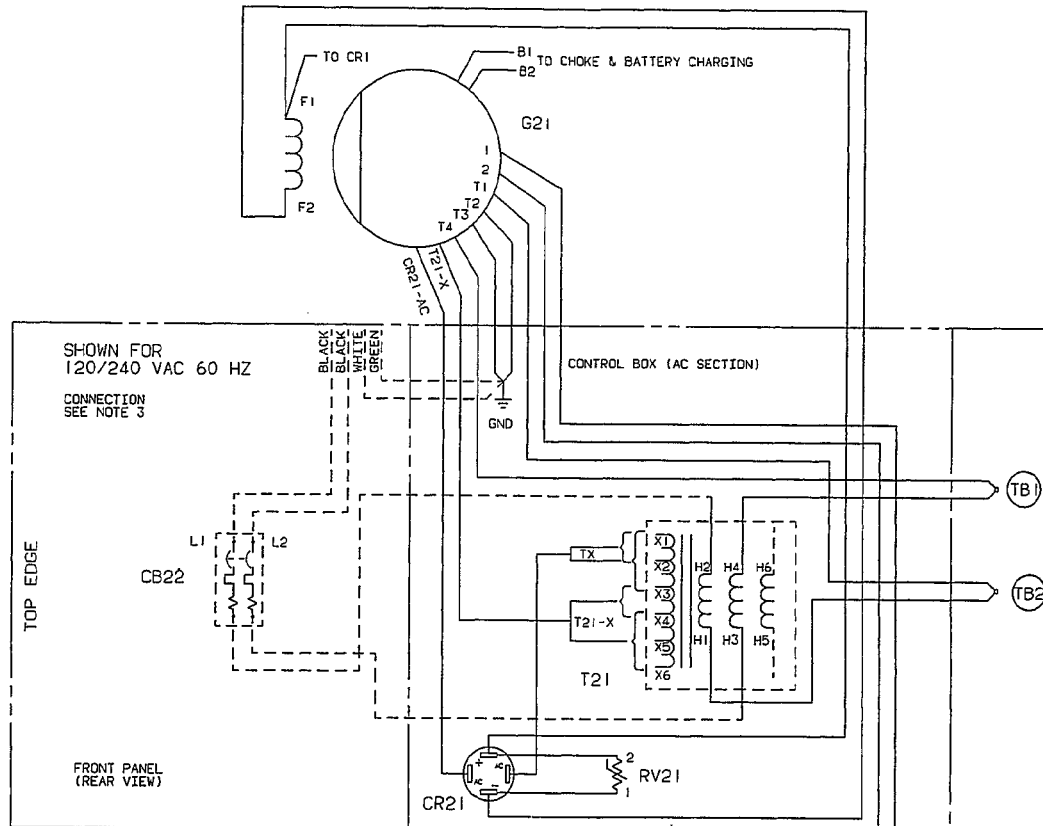 B1
TO CR1
TO CHOKE & BATTERY CHARGING
B2
F1
G21
1
2
T1
T2
T3
T4
F2
CR21-AC
T21-X
BLACK
BLACK
WHITE
GREEN
SHOWN FOR
120/240 VAC 60 HZ
CONNECTION
SEE NOTE 3
CONTROL BOX (AC SECTION)
GND
TB1
L1
L2
CB22
TOP EDGE
TX
X1
X2
X3
X4
X5
X6
H2
H4
H6
T21-X
H1
H3
H5
TB2
T21
FRONT PANEL
(REAR VIEW)
+
AC
AC
-
2
RV21
1
CR21